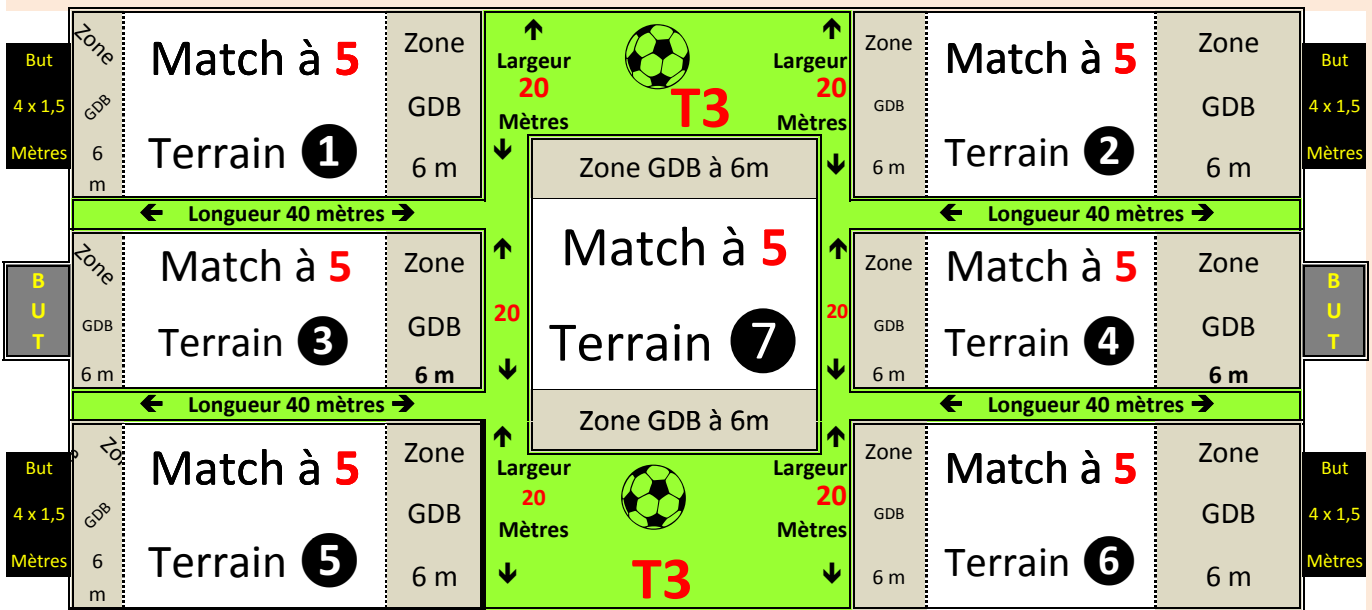 But
4 x 1,5
Mètres
Zone
GDB
6
m
Match à 5
Terrain 1
Zone
GDB
6 m
Largeur
20
Mètres
T3
Largeur
20
Mètres
Zone
GDB
6 m
Match à 5
Terrain 2
Zone
GDB
6 m
But
4 x 1,5
Mètres
← Longueur 40 mètres →
← Longueur 40 mètres →
Zone GDB à 6m
Match à 5
Terrain 7
Zone GDB à 6m
B
U
T
Zone
GDB
6 m
Match à 5
Terrain 3
Zone
GDB
6 m
20
20
Zone
GDB
6 m
Match à 5
Terrain 4
Zone
GDB
6 m
B
U
T
← Longueur 40 mètres →
← Longueur 40 mètres →
But
4 x 1,5
Mètres
GDB
6
m
Match à 5
Terrain 5
Zone
GDB
6 m
Largeur
20
Mètres
T3
Largeur
20
Mètres
Zone
GDB
6 m
Match à 5
Terrain 6
Zone
GDB
6 m
But
4 x 1,5
Mètres